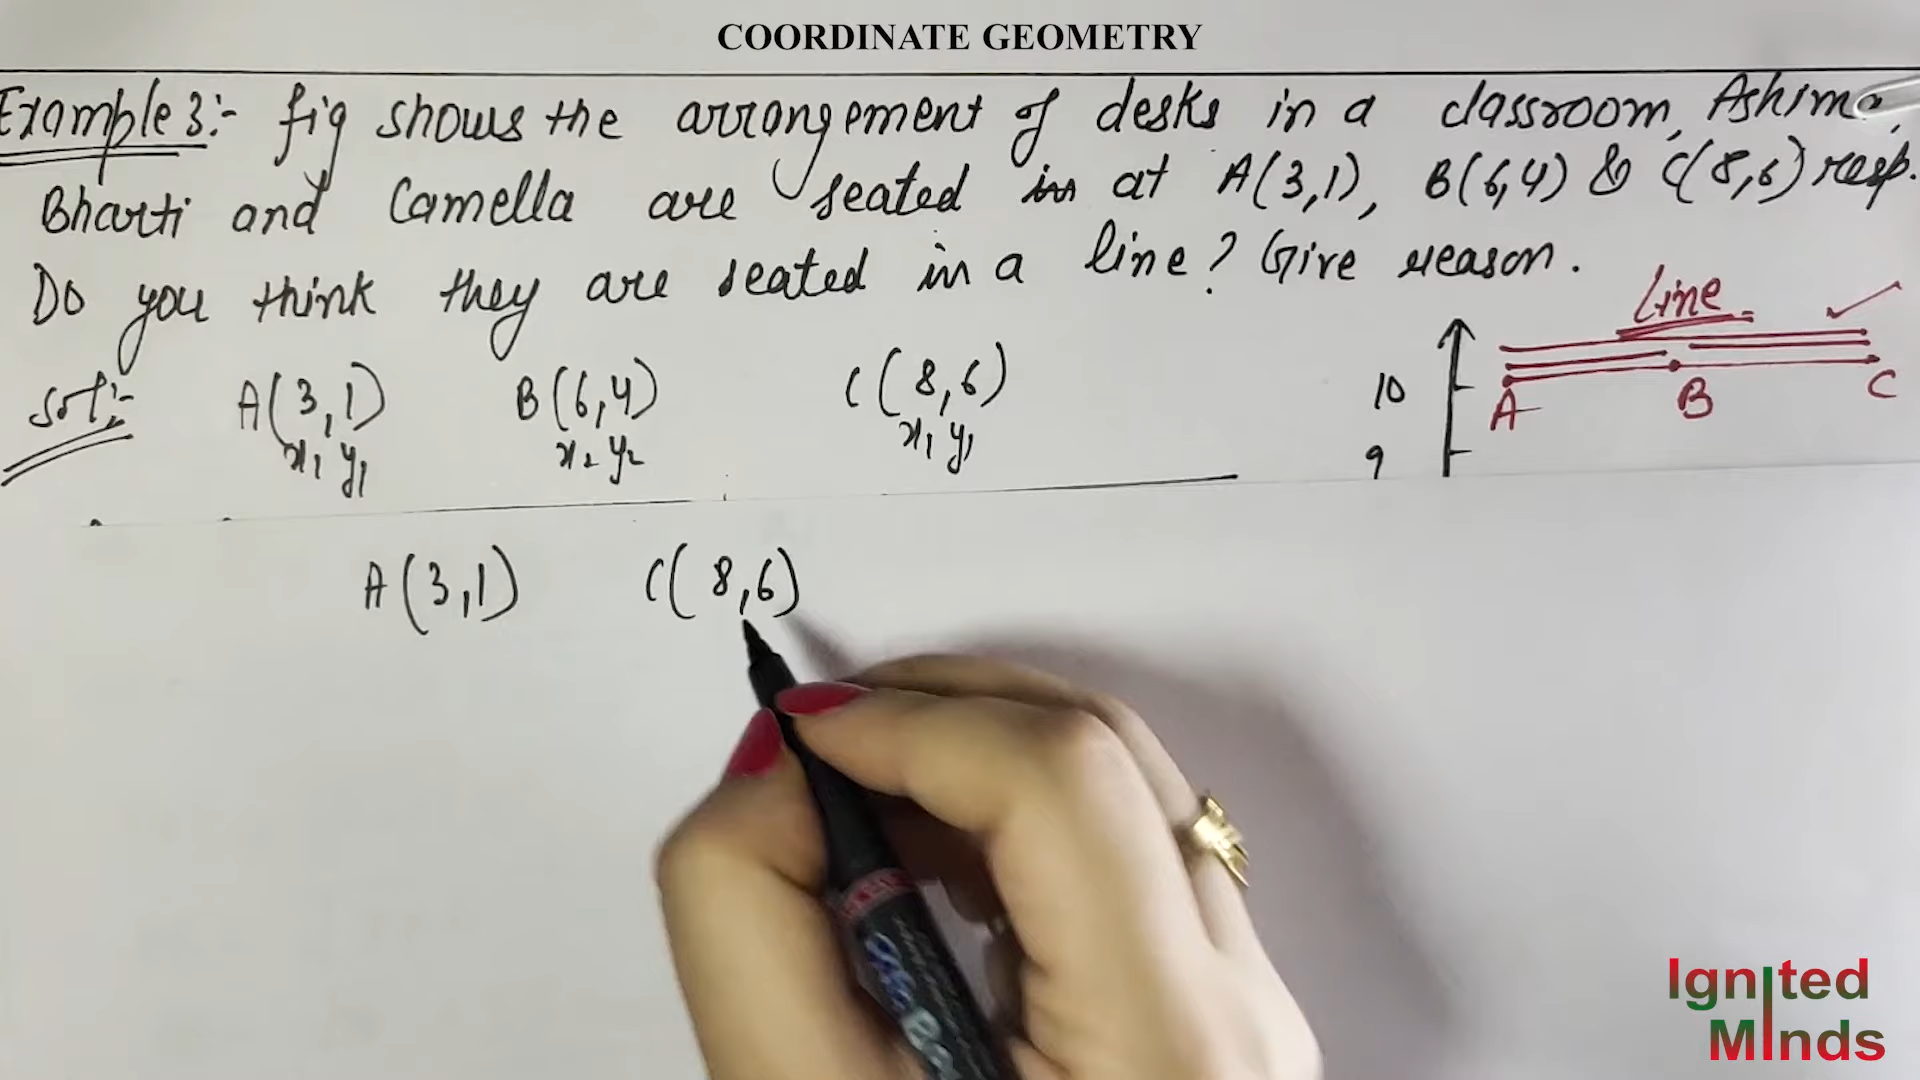 COORDINATE GEOMETRY
Example 3:- fig shows the arrangement of desks in a classroom, Ashima,
Bharti and Camella are seated in at A(3,1), B(6,4) & C(8,6) resp.
Do you think they are seated in a line? Give reason.
Line
Sol:-
A(3,1)
B(6,4)
C(8,6)
x1 y1
x2 y2
x1 y1
10
9
A
B
C
A(3,1)
C(8,6)
Ignited
Minds